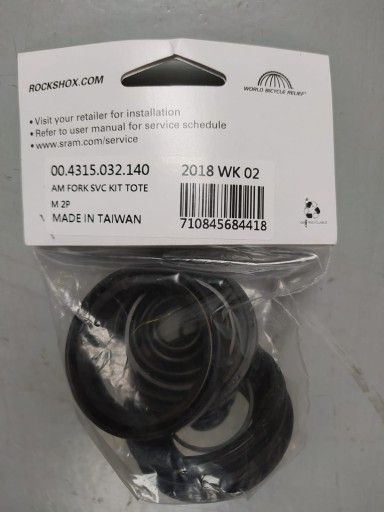 ROCKSHOX.COM
WORLD BICYCLE RELIEF
• Visit your retailer for installation
• Refer to user manual for service schedule
• www.sram.com/service
00.4315.032.140
2018 WK 02
AM FORK SVC KIT TOTE
M 2P
MADE IN TAIWAN
710845684418